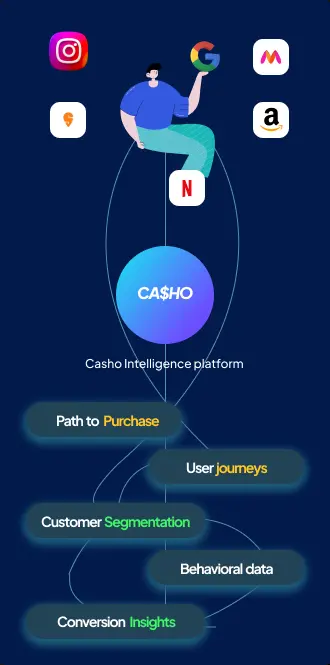 CA$HO
Casho Intelligence platform
Path to Purchase
User journeys
Customer Segmentation
Behavioral data
Conversion Insights